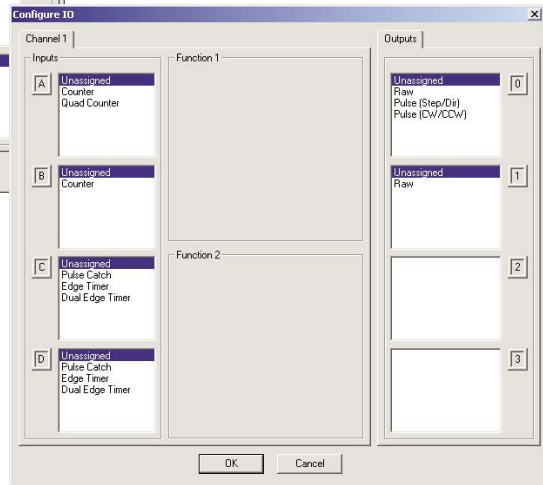 Configure IO
Channel 1
Inputs
A
Unassigned
Counter
Quad Counter
B
Unassigned
Counter
C
Unassigned
Pulse Catch
Edge Timer
Dual Edge Timer
D
Unassigned
Pulse Catch
Edge Timer
Dual Edge Timer
Function 1
Function 2
Outputs
Unassigned
Raw
Pulse (Step/Dir)
Pulse (CW/CCW)
0
Unassigned
Raw
1
2
3
OK
Cancel